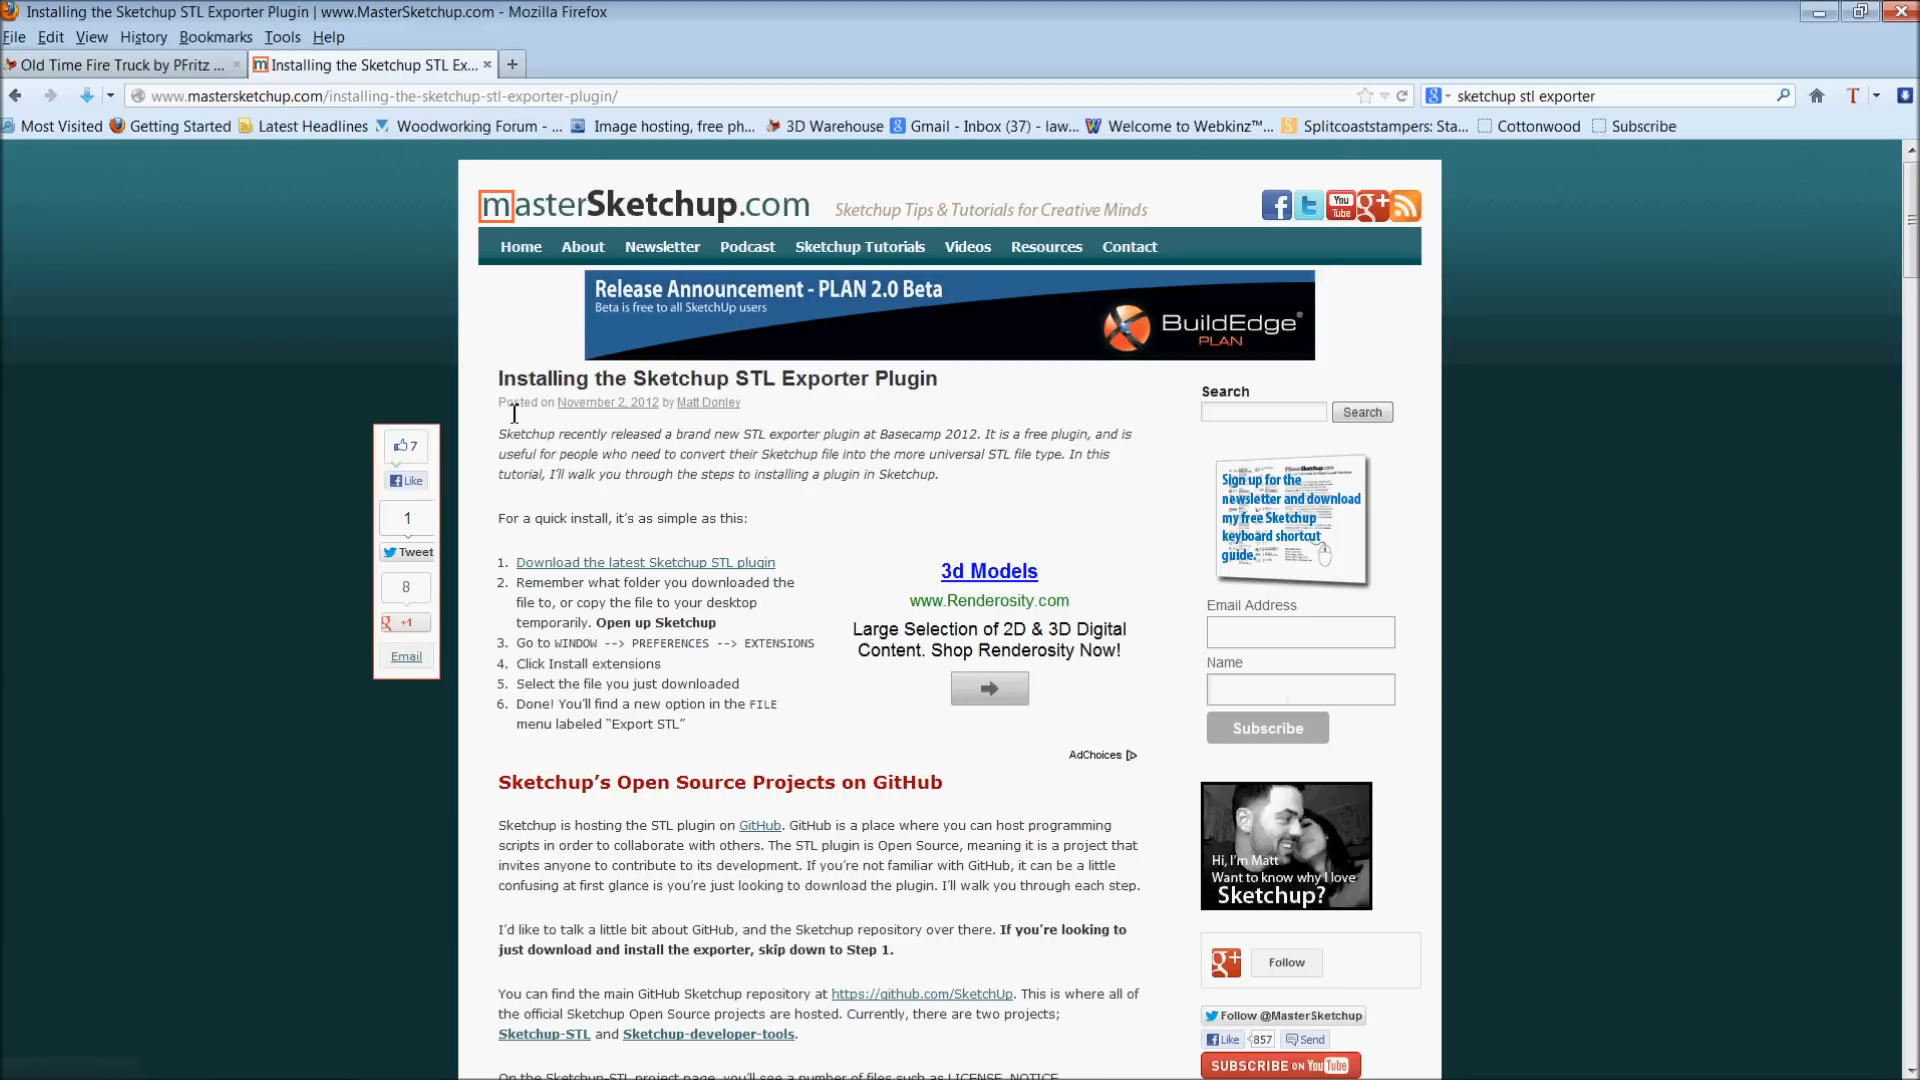 Installing the Sketchup STL Exporter Plugin | www.MasterSketchup.com - Mozilla Firefox
File Edit View History Bookmarks Tools Help
Old Time Fire Truck by PFritz ... Installing the Sketchup STL Ex...
www.mastersketchup.com/installing-the-sketchup-stl-exporter-plugin/ sketchup stl exporter
Most Visited Getting Started Latest Headlines Woodworking Forum - ... Image hosting, free ph... 3D Warehouse Gmail - Inbox (37) - law... Welcome to Webkinz™... Splitcoaststampers: Sta... Cottonwood Subscribe
masterSketchup.com Sketchup Tips & Tutorials for Creative Minds
Home About Newsletter Podcast Sketchup Tutorials Videos Resources Contact
Release Announcement - PLAN 2.0 Beta
Beta is free to all SketchUp users
BuildEdge®
PLAN
Installing the Sketchup STL Exporter Plugin
Posted on November 2, 2012 by Matt Donley
Sketchup recently released a brand new STL exporter plugin at Basecamp 2012. It is a free plugin, and is
useful for people who need to convert their Sketchup file into the more universal STL file type. In this
tutorial, I'll walk you through the steps to installing a plugin in Sketchup.
For a quick install, it's as simple as this:
1. Download the latest Sketchup STL plugin
2. Remember what folder you downloaded the
file to, or copy the file to your desktop
temporarily. Open up Sketchup
3. Go to WINDOW --> PREFERENCES --> EXTENSIONS
4. Click Install extensions
5. Select the file you just downloaded
6. Done! You'll find a new option in the FILE
menu labeled “Export STL”
3d Models
www.Renderosity.com
Large Selection of 2D & 3D Digital
Content. Shop Renderosity Now!
AdChoices
Sketchup's Open Source Projects on GitHub
Sketchup is hosting the STL plugin on GitHub. GitHub is a place where you can host programming
scripts in order to collaborate with others. The STL plugin is Open Source, meaning it is a project that
invites anyone to contribute to its development. If you're not familiar with GitHub, it can be a little
confusing at first glance is you're just looking to download the plugin. I'll walk you through each step.
I'd like to talk a little bit about GitHub, and the Sketchup repository over there. If you're looking to
just download and install the exporter, skip down to Step 1.
You can find the main GitHub Sketchup repository at https://github.com/SketchUp. This is where all of
the official Sketchup Open Source projects are hosted. Currently, there are two projects;
Sketchup-STL and Sketchup-developer-tools.
On the Sketchup-STL project page, you'll see a number of files such as LICENSE, NOTICE
7
Like
1
Tweet
8
+1
Email
You Tube
g+
Search
Search
Sign up for the
newsletter and download
my free Sketchup
keyboard shortcut
guide.
Email Address
Name
Subscribe
Hi, I'm Matt
Want to know why I love
Sketchup?
g+ Follow
Follow @MasterSketchup
Like 857 Send
SUBSCRIBE ON YouTube